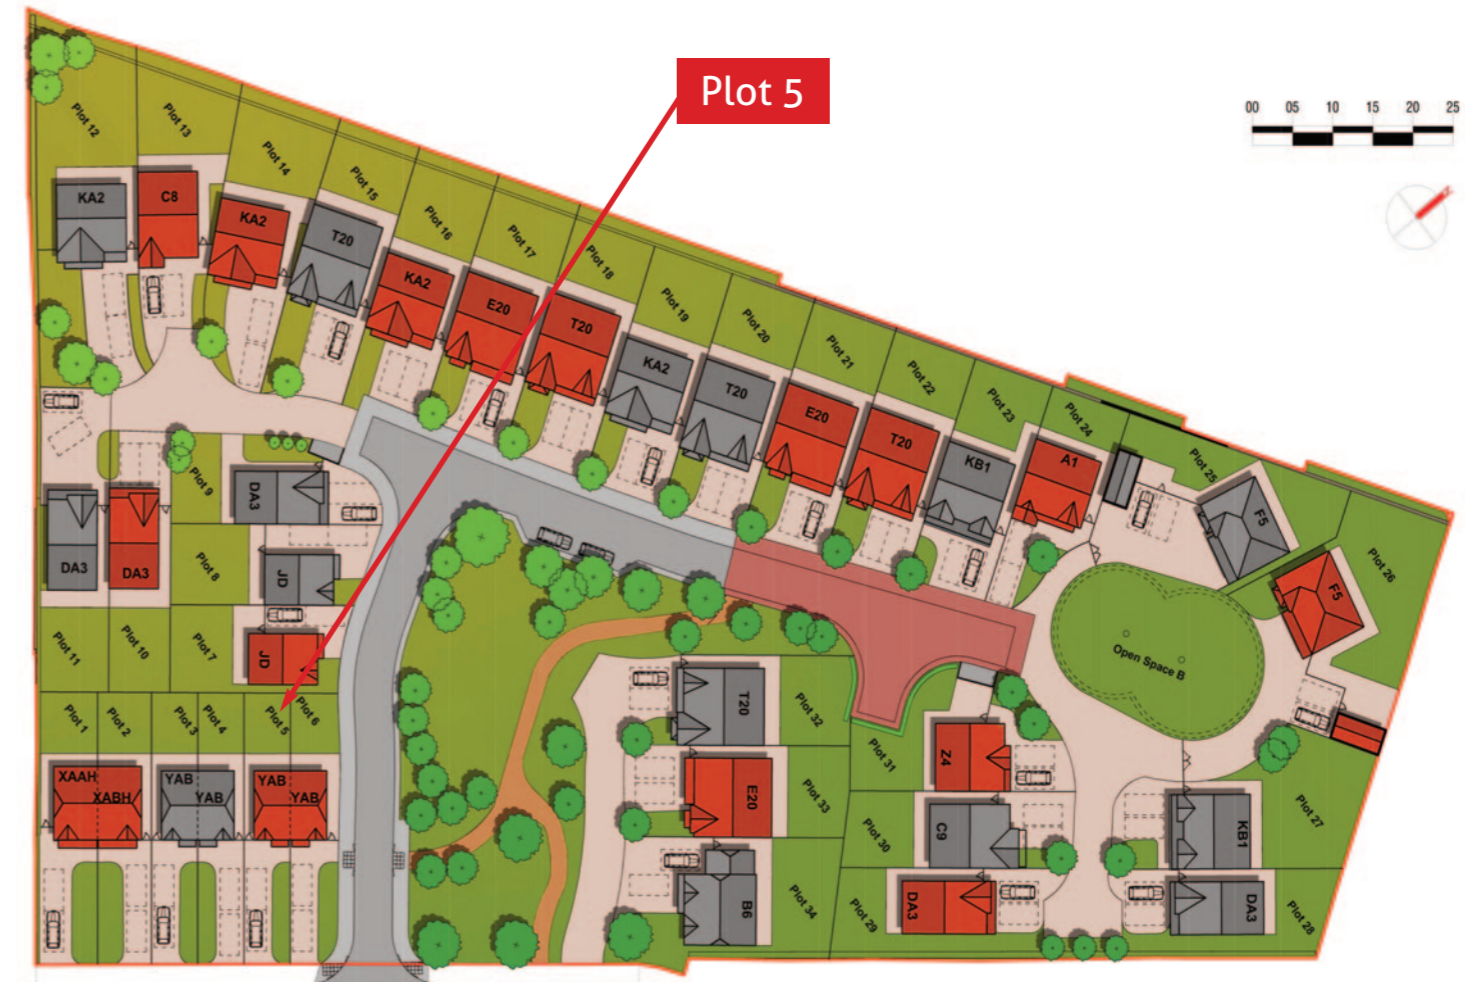 Plot 5
00 05 10 15 20 25
N
Plot 12
Plot 13
Plot 14
Plot 15
Plot 16
Plot 17
Plot 18
Plot 19
Plot 20
Plot 21
Plot 22
Plot 23
Plot 24
Plot 25
Plot 26
KA2
C8
KA2
T20
KA2
E20
T20
KA2
T20
E20
T20
KB1
A1
F5
F5
Plot 9
DA3
DA3
DA3
Plot 8
JD
Plot 11
Plot 10
Plot 7
JD
Open Space B
Plot 1
Plot 2
Plot 3
Plot 4
Plot 5
Plot 6
XAAH
XABH
YAB
YAB
YAB
YAB
T20
Plot 32
E20
Plot 33
B6
Plot 34
Plot 31
Z4
Plot 30
C9
Plot 29
DA3
KB1
Plot 27
DA3
Plot 28